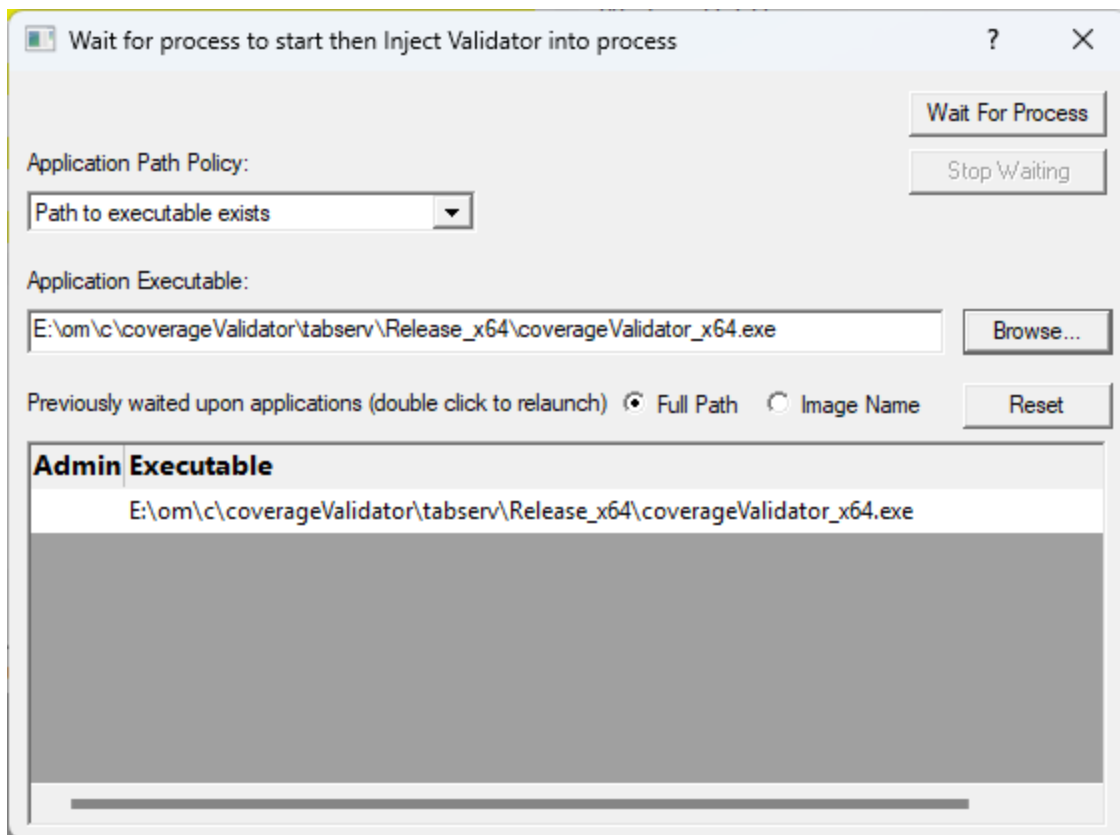 Wait for process to start then Inject Validator into process
Wait For Process
Application Path Policy:
Stop Waiting
Path to executable exists
Application Executable:
E:\om\c\coverageValidator\tabserv\Release_x64\coverageValidator_x64.exe
Browse...
Previously waited upon applications (double click to relaunch) Full Path Image Name Reset
Admin Executable
E:\om\c\coverageValidator\tabserv\Release_x64\coverageValidator_x64.exe